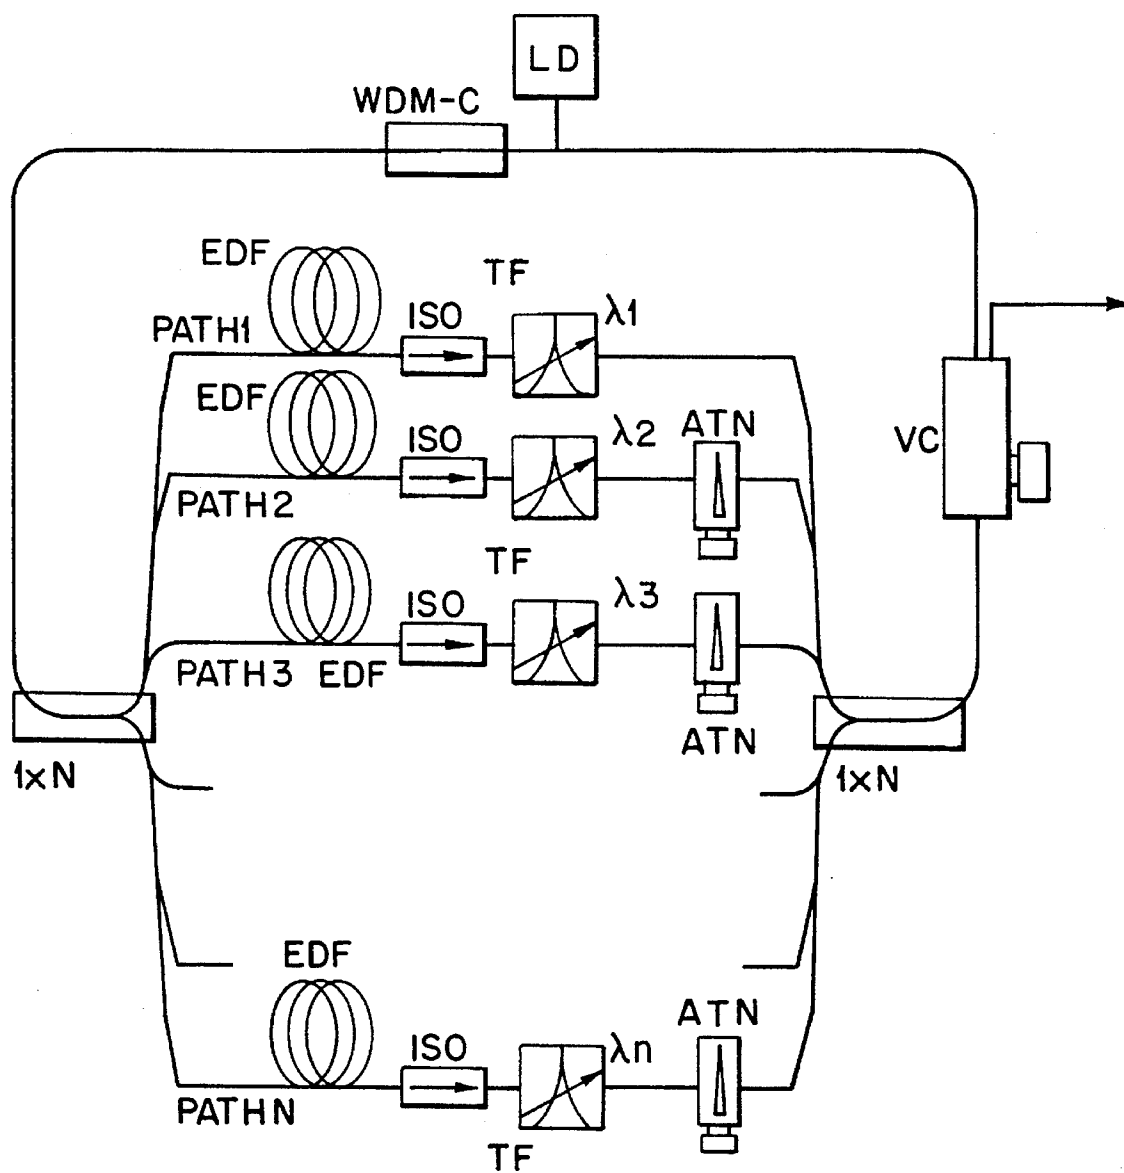 LD
WDM-C
EDF
TF
ISO
λ1
PATH1
EDF
ISO
λ2
ATN
VC
PATH2
TF
ISO
λ3
PATH3
EDF
ATN
1xN
1xN
EDF
ATN
ISO
λn
PATHN
TF